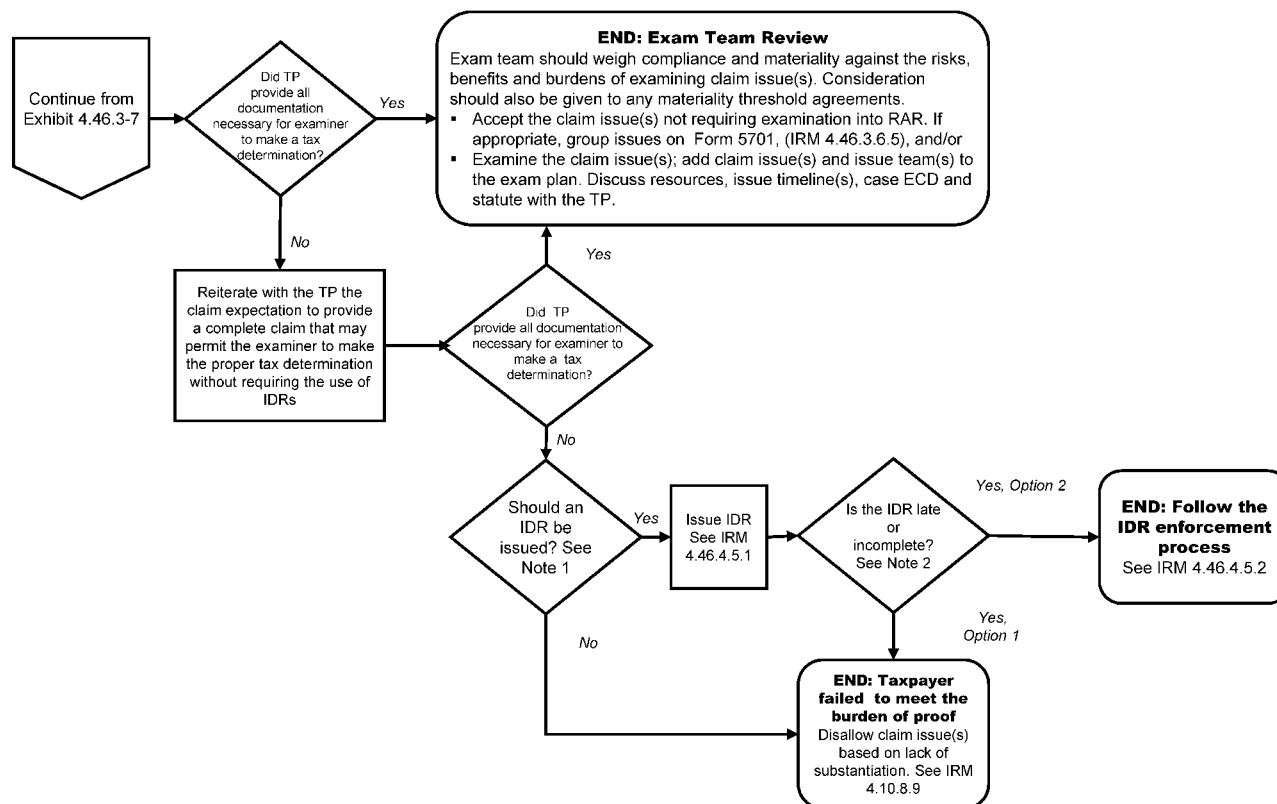 Continue from
Exhibit 4.46.3-7
Did TP
provide all
documentation
necessary for examiner
to make a tax
determination?
Yes
END: Exam Team Review
Exam team should weigh compliance and materiality against the risks,
benefits and burdens of examining claim issue(s). Consideration
should also be given to any materiality threshold agreements.
▪ Accept the claim issue(s) not requiring examination into RAR. If
appropriate, group issues on Form 5701, (IRM 4.46.3.6.5), and/or
▪ Examine the claim issue(s); add claim issue(s) and issue team(s) to
the exam plan. Discuss resources, issue timeline(s), case ECD and
statute with the TP.
No
Yes
Reiterate with the TP the
claim expectation to provide
a complete claim that may
permit the examiner to make
the proper tax determination
without requiring the use of
IDRs
Did TP
provide all documentation
necessary for examiner to
make a tax
determination?
No
Should an
IDR be
issued? See
Note 1
Yes
Issue IDR
See IRM
4.46.4.5.1
Is the IDR late
or
incomplete?
See Note 2
Yes, Option 2
END: Follow the
IDR enforcement
process
See IRM 4.46.4.5.2
No
Yes,
Option 1
END: Taxpayer
failed to meet the
burden of proof
Disallow claim issue(s)
based on lack of
substantiation. See IRM
4.10.8.9